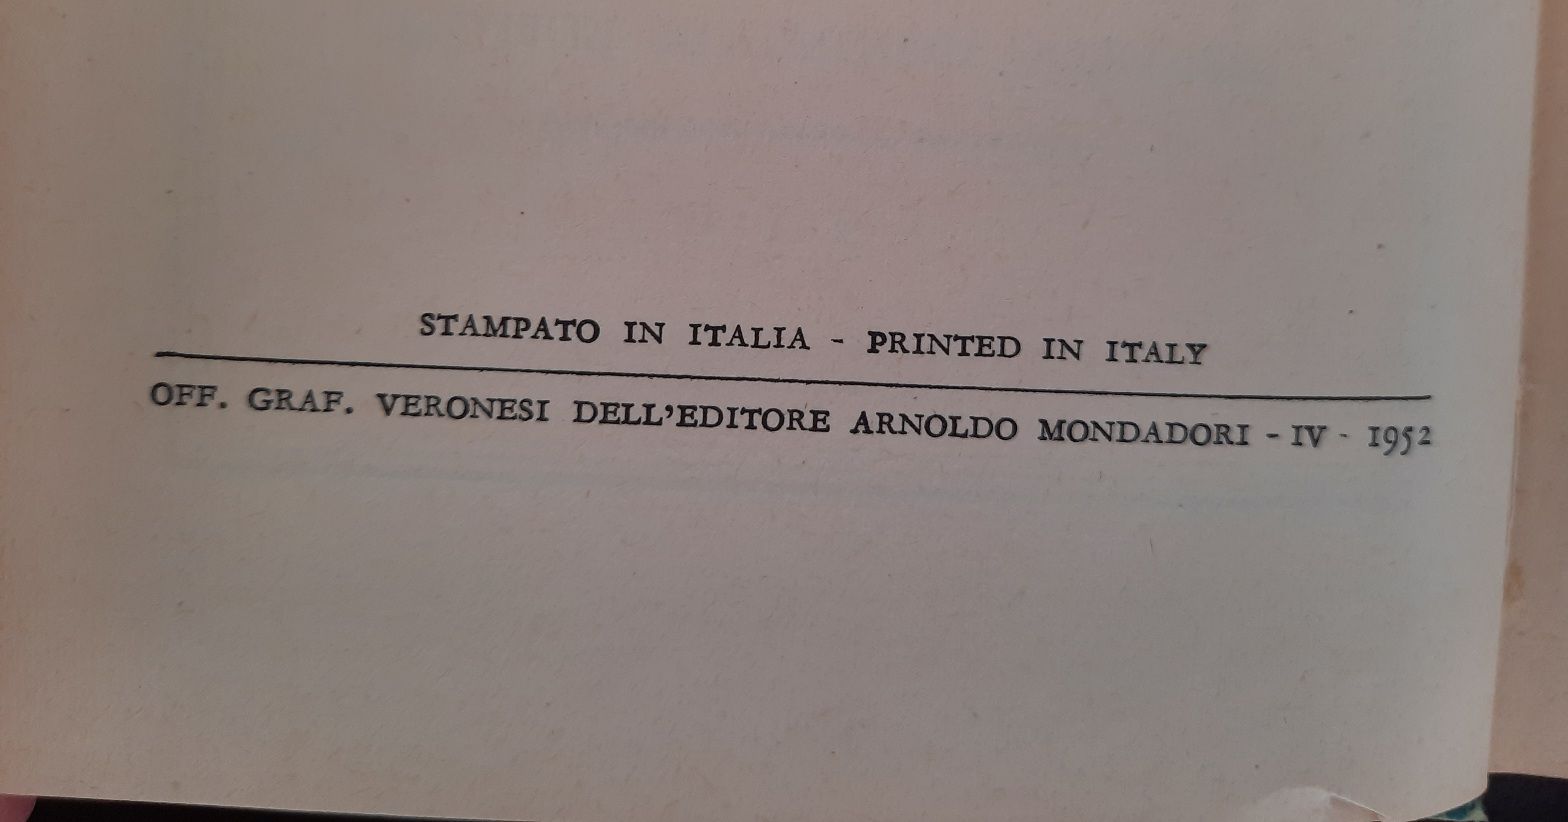 STAMPATO IN ITALIA - PRINTED IN ITALY
OFF. GRAF. VERONESI DELL'EDITORE ARNOLDO MONDADORI - IV - 1952